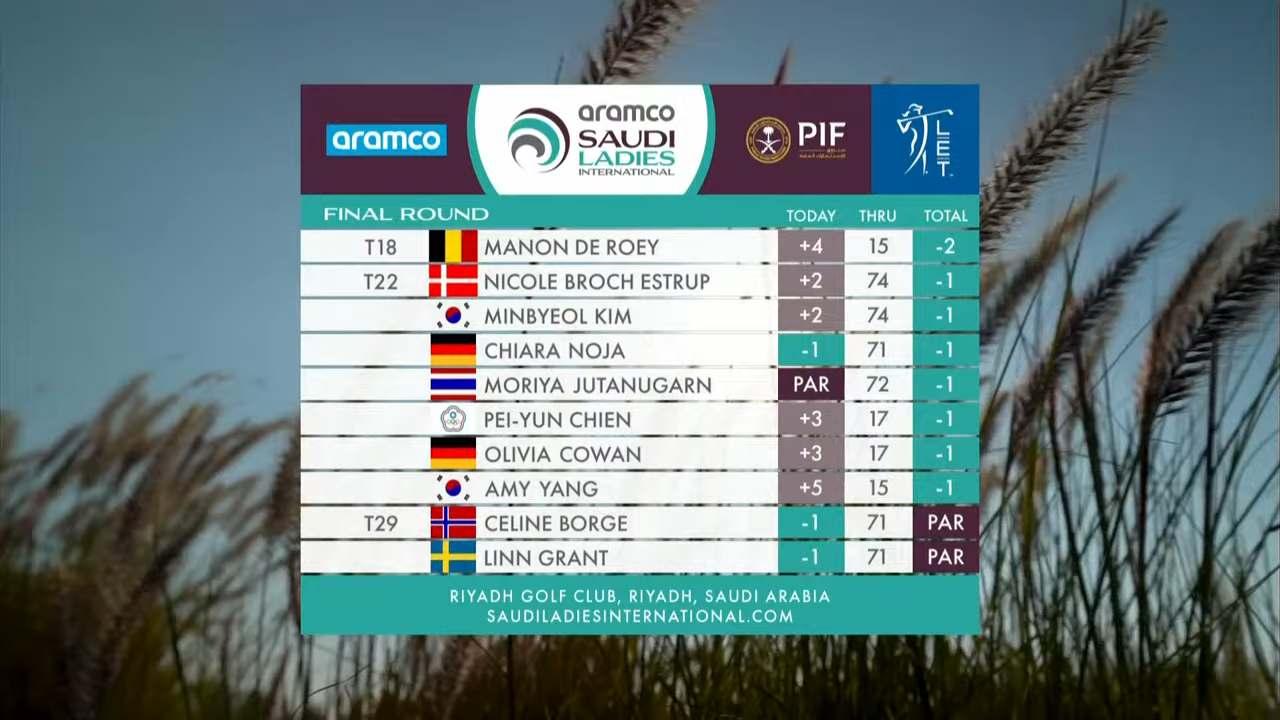 aramco
aramco
SAUDI
LADIES
INTERNATIONAL
PIF
LET
FINAL ROUND TODAY THRU TOTAL
T18 MANON DE ROEY +4 15 -2
T22 NICOLE BROCH ESTRUP +2 74 -1
MINBYEOL KIM +2 74 -1
CHIARA NOJA -1 71 -1
MORIYA JUTANUGARN PAR 72 -1
PEI-YUN CHIEN +3 17 -1
OLIVIA COWAN +3 17 -1
AMY YANG +5 15 -1
T29 CELINE BORGE -1 71 PAR
LINN GRANT -1 71 PAR
RIYADH GOLF CLUB, RIYADH, SAUDI ARABIA
SAUDILADIESINTERNATIONAL.COM